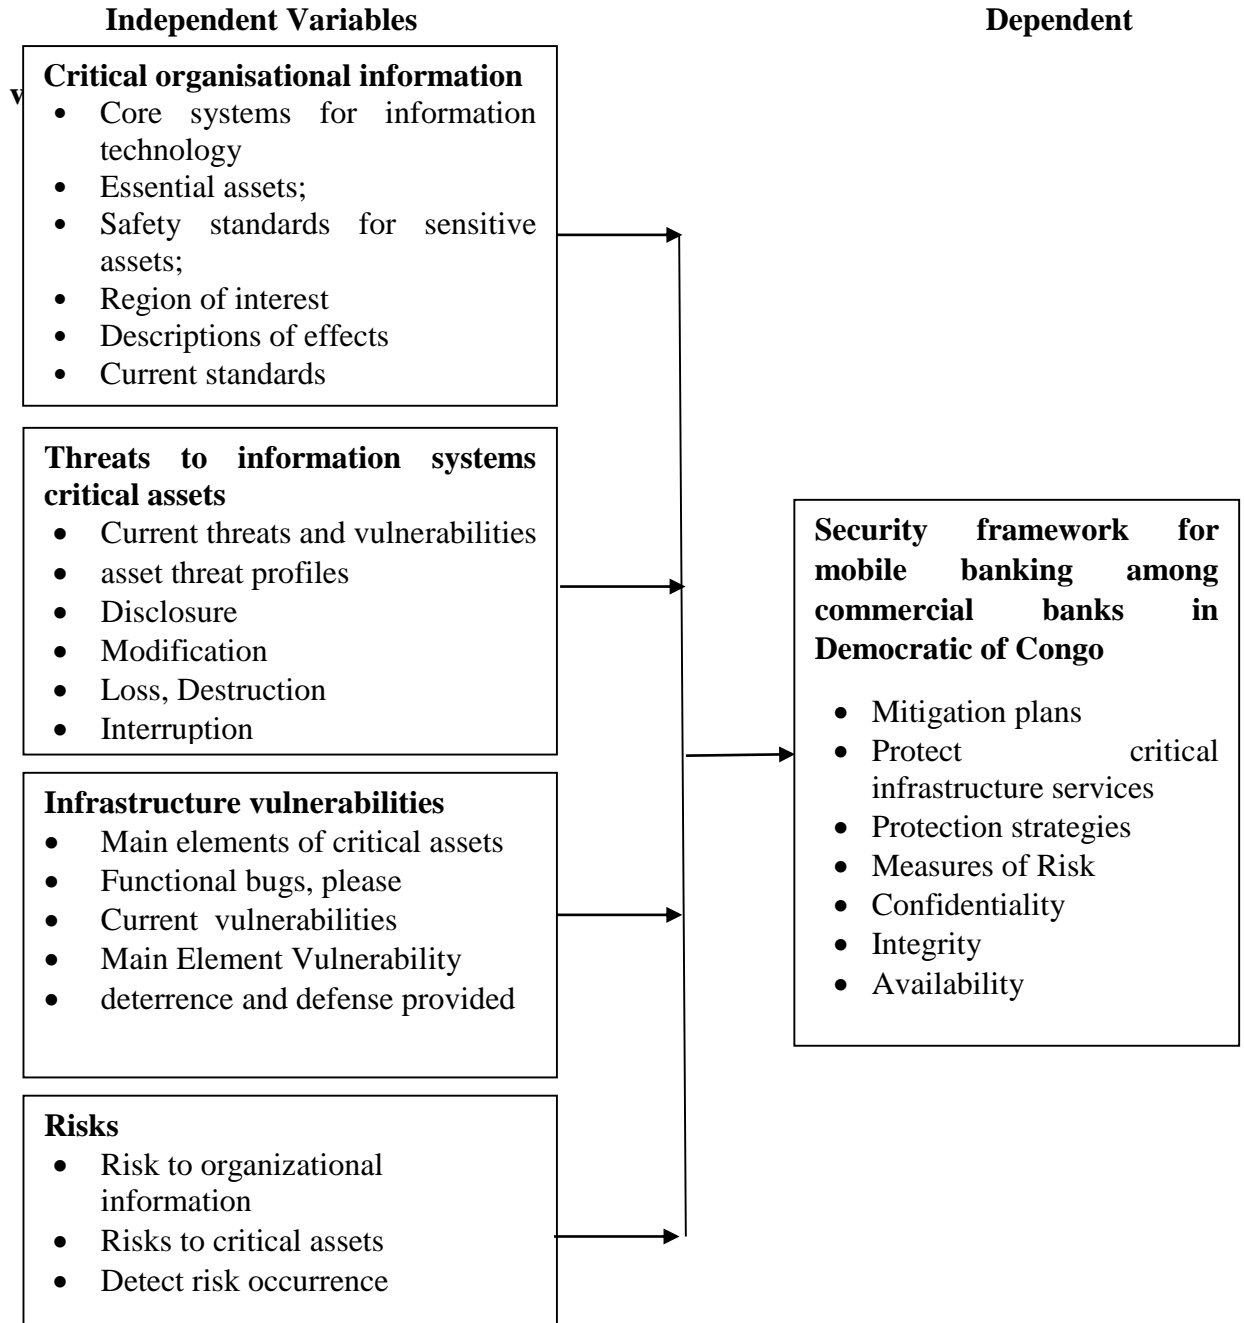 Independent Variables
Dependent
v
Critical organisational information
• Core systems for information
technology
• Essential assets;
• Safety standards for sensitive
assets;
• Region of interest
• Descriptions of effects
• Current standards
Threats to information systems
critical assets
• Current threats and vulnerabilities
• asset threat profiles
• Disclosure
• Modification
• Loss, Destruction
• Interruption
Infrastructure vulnerabilities
• Main elements of critical assets
• Functional bugs, please
• Current vulnerabilities
• Main Element Vulnerability
• deterrence and defense provided
Risks
• Risk to organizational
information
• Risks to critical assets
• Detect risk occurrence
Security framework for
mobile banking among
commercial banks in
Democratic of Congo
• Mitigation plans
• Protect critical
infrastructure services
• Protection strategies
• Measures of Risk
• Confidentiality
• Integrity
• Availability